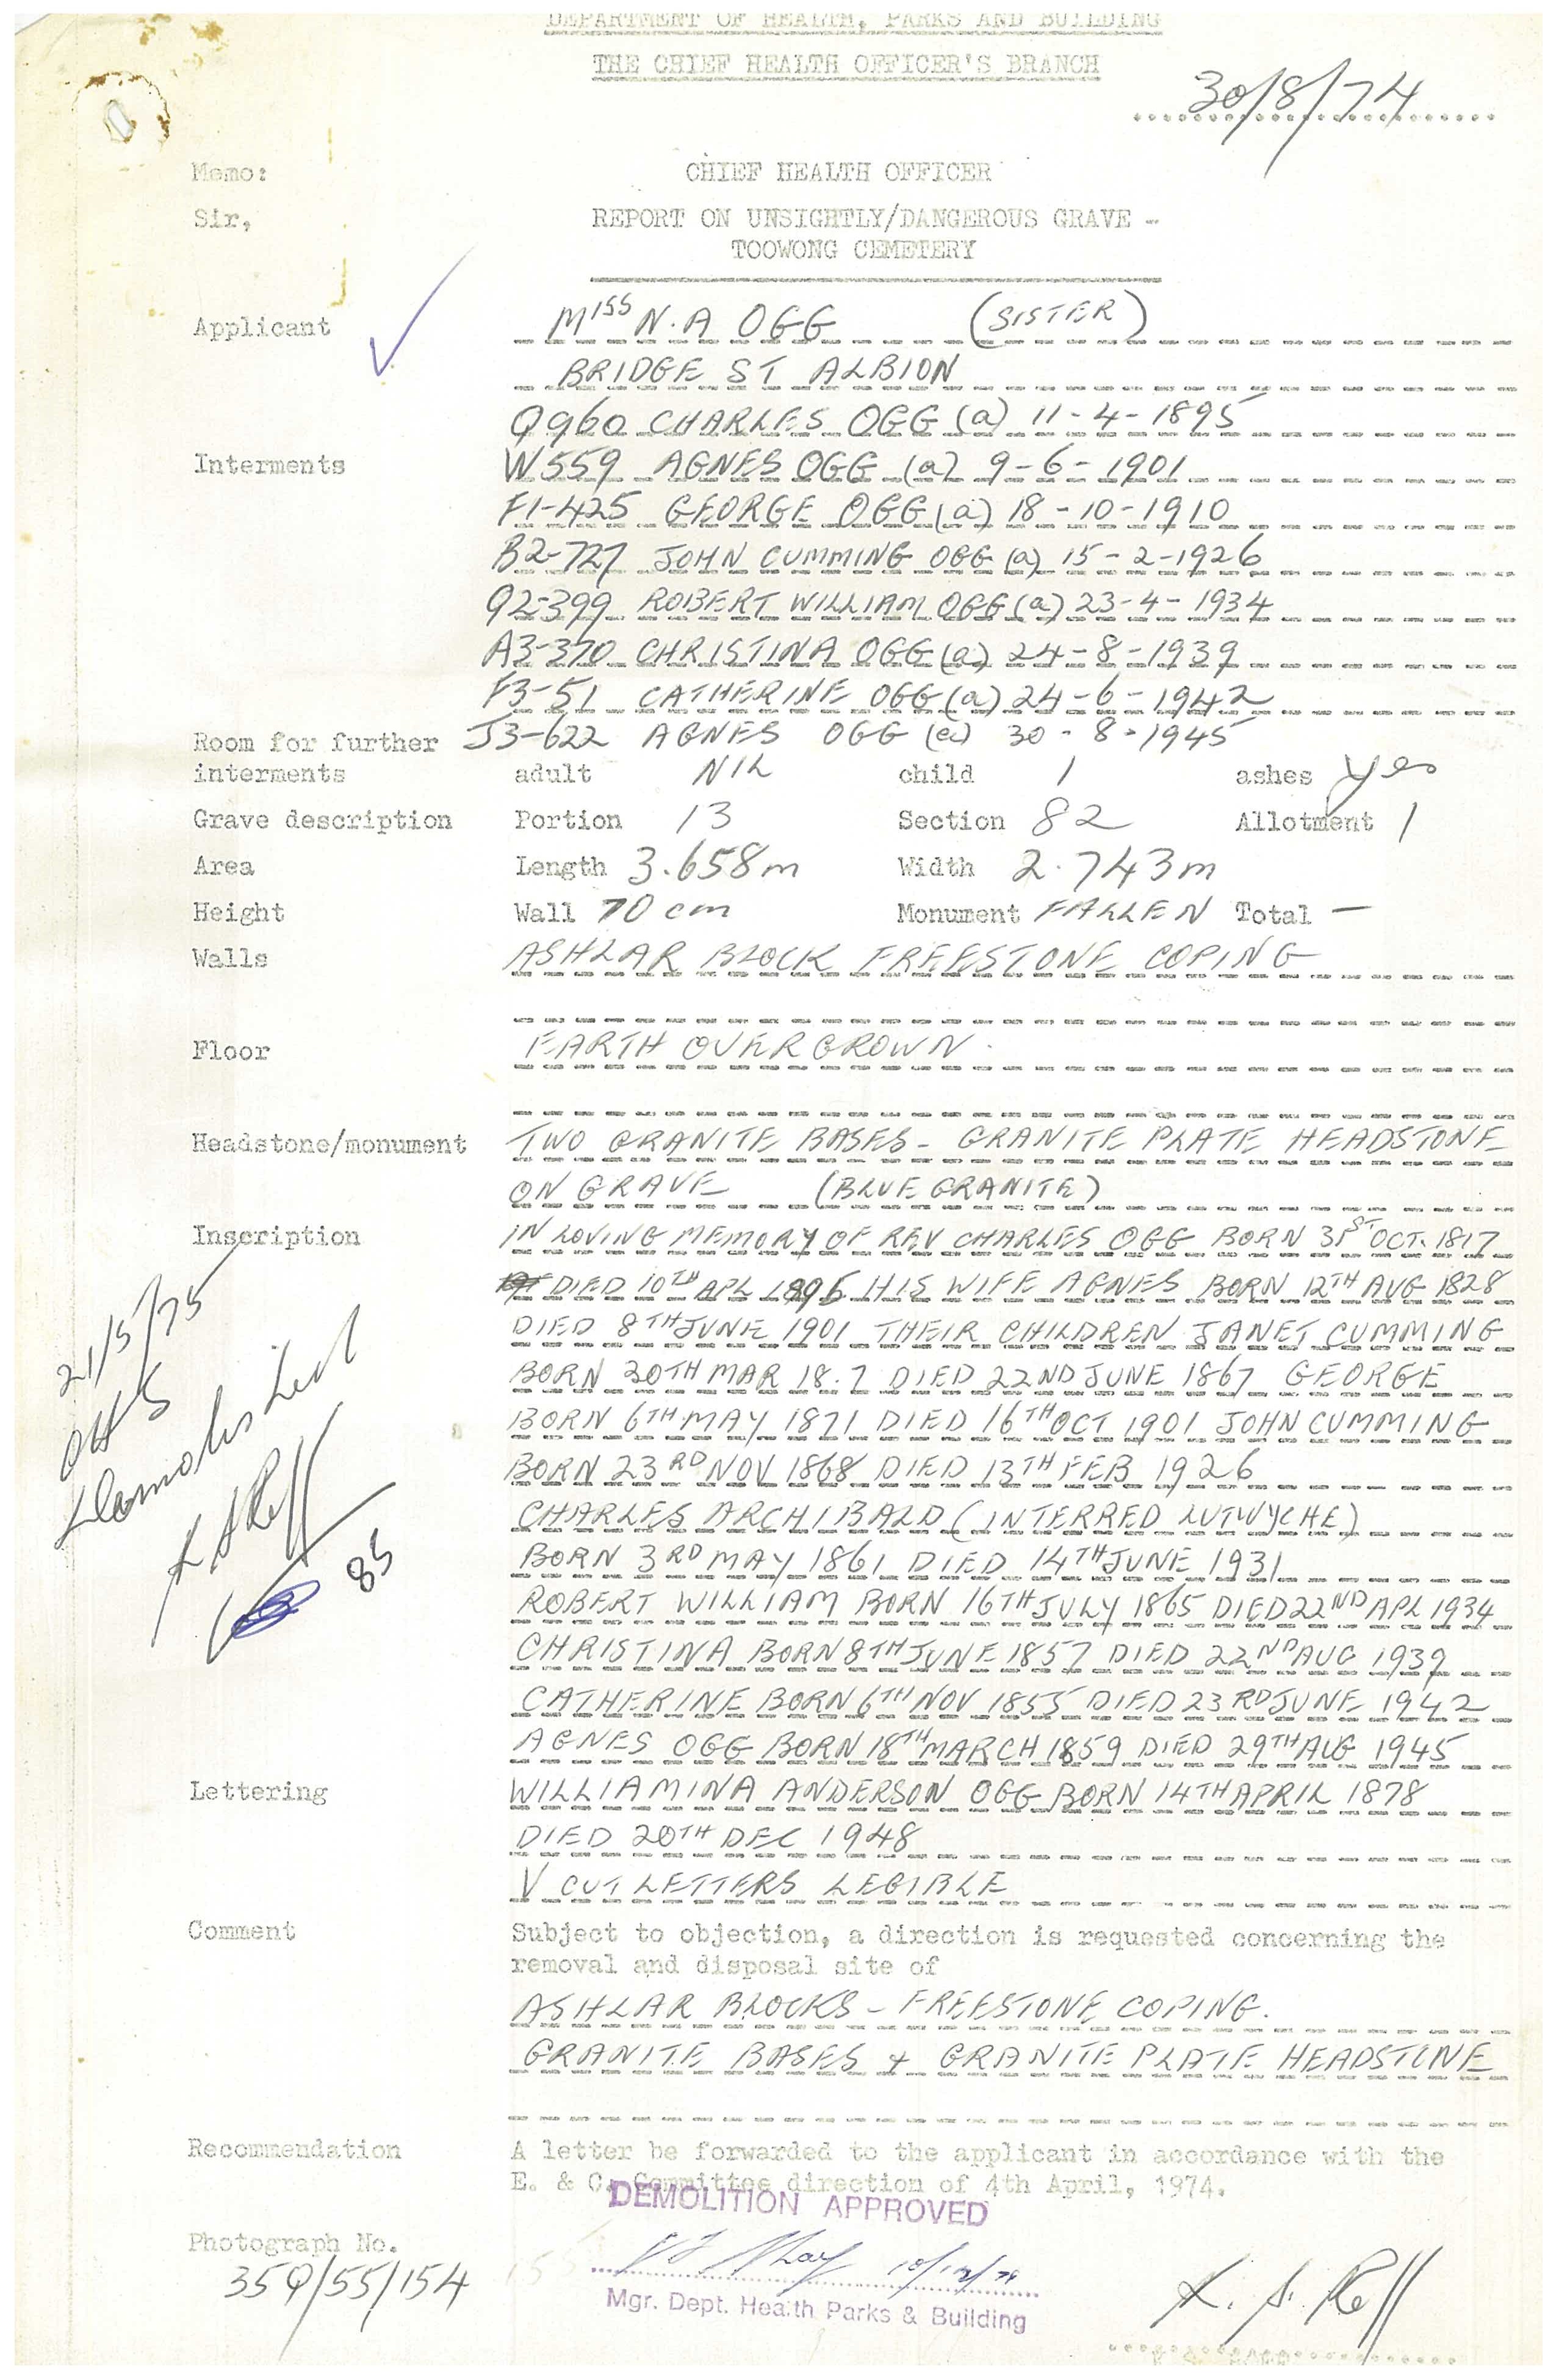 DEPARTMENT OF HEALTH, PARKS AND BUILDING
THE CHIEF HEALTH OFFICER'S BRANCH
30/8/74
Memo: CHIEF HEALTH OFFICER
Sir, REPORT ON UNSIGHTLY/DANGEROUS GRAVE -
TOOWONG CEMETERY
Applicant MISS N.A OGG (SISTER)
BRIDGE ST ALBION
Q960 CHARLES OGG (a) 11-4-1895
Interments W559 AGNES OGG (a) 9-6-1901
F1-425 GEORGE OGG (a) 18-10-1910
B2-727 JOHN CUMMING OGG (a) 15-2-1926
Q2-399 ROBERT WILLIAM OGG (a) 23-4-1934
A3-370 CHRISTINA OGG (a) 24-8-1939
F3-51 CATHERINE OGG (a) 24-6-1942
Room for further J3-622 AGNES OGG (a) 30-8-1945
interments adult NIL child 1 ashes yes
Grave description Portion 13 Section 82 Allotment 1
Area Length 3.658m Width 2.743m
Height Wall 70 cm Monument FALLEN Total -
Walls ASHLAR BLOCK FREESTONE COPING
Floor EARTH OVERGROWN.
Headstone/monument TWO GRANITE BASES - GRANITE PLATE HEADSTONE
ON GRAVE (BLUE GRANITE)
Inscription IN LOVING MEMORY OF REV CHARLES OGG BORN 31ST OCT. 1817
DIED 10TH APL 1895 HIS WIFE AGNES BORN 12TH AUG 1828
DIED 8TH JUNE 1901 THEIR CHILDREN JANET CUMMING
BORN 30TH MAR 18.7 DIED 22ND JUNE 1867 GEORGE
BORN 6TH MAY 1871 DIED 16TH OCT 1901 JOHN CUMMING
BORN 23RD NOV 1868 DIED 13TH FEB 1926
CHARLES ARCHIBALD (INTERRED LUTWYCHE)
BORN 3RD MAY 1861 DIED 14TH JUNE 1931
ROBERT WILLIAM BORN 16TH JULY 1865 DIED 22ND APL 1934
CHRISTINA BORN 8TH JUNE 1857 DIED 22ND AUG 1939
CATHERINE BORN 6TH NOV 1855 DIED 23RD JUNE 1942
AGNES OGG BORN 18TH MARCH 1859 DIED 29TH AUG 1945
Lettering WILLIAMINA ANDERSON OGG BORN 14TH APRIL 1878
DIED 20TH DEC 1948
V CUT LETTERS LEGIBLE
21/5/75
OHS
85
Comment Subject to objection, a direction is requested concerning the
removal and disposal site of
ASHLAR BLOCKS - FREESTONE COPING.
GRANITE BASES + GRANITE PLATE HEADSTONE
Recommendation A letter be forwarded to the applicant in accordance with the
E. & C. Committee direction of 4th April, 1974.
DEMOLITION APPROVED
Photograph No.
35Q/55/154
Mgr. Dept. Health Parks & Building